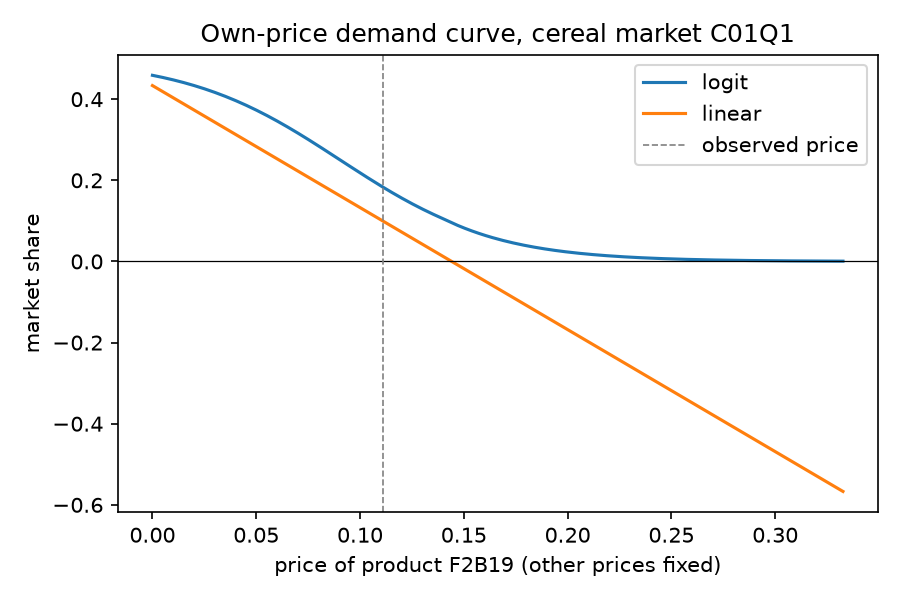 Own-price demand curve, cereal market C01Q1
logit
linear
observed price
market share
0.4
0.2
0.0
−0.2
−0.4
−0.6
0.00 0.05 0.10 0.15 0.20 0.25 0.30
price of product F2B19 (other prices fixed)